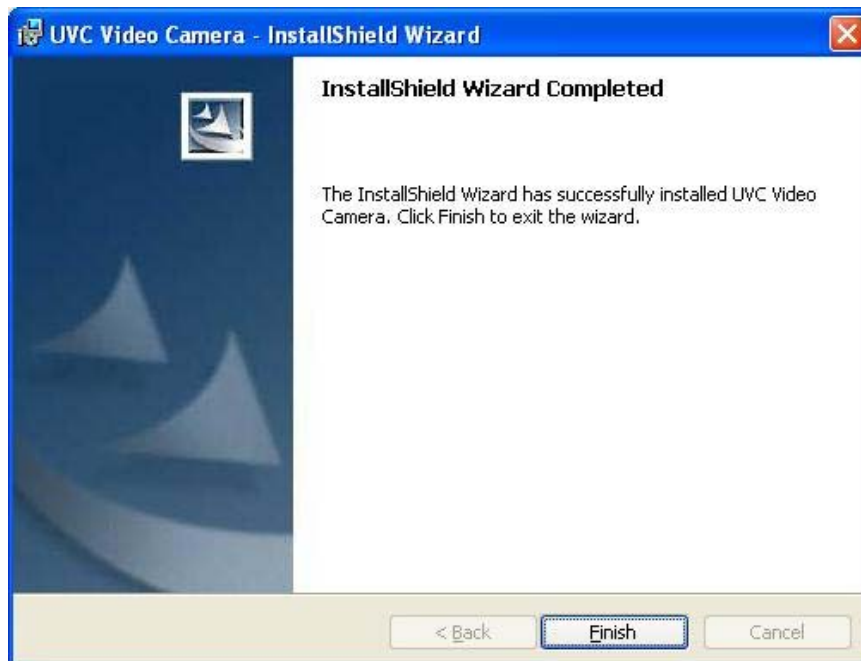 UVC Video Camera - InstallShield Wizard
InstallShield Wizard Completed
The InstallShield Wizard has successfully installed UVC Video
Camera. Click Finish to exit the wizard.
< Back
Finish
Cancel